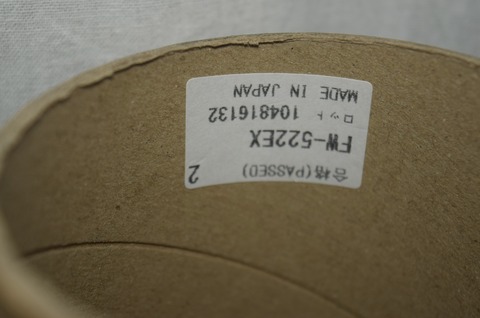 合格(PASSED) 2
FW-522EX
ロット 104816132
MADE IN JAPAN